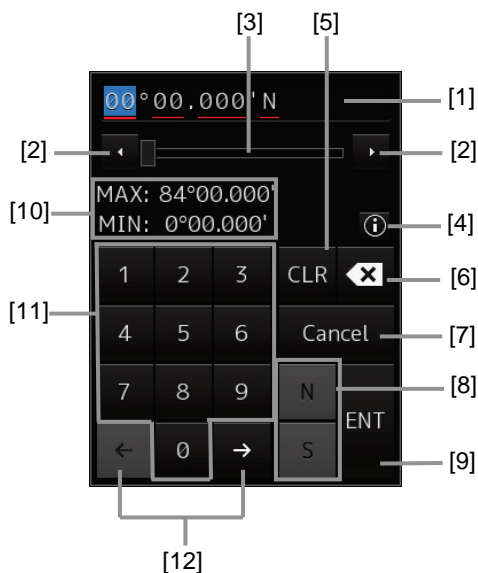 [3] [5]
00°00.000'N [1]
[2] [2]
MAX: 84°00.000'
[10]
MIN: 0°00.000' [4]
1 2 3 CLR [6]
[11]
4 5 6 Cancel [7]
7 8 9 N [8]
ENT
← 0 → S [9]
[12]